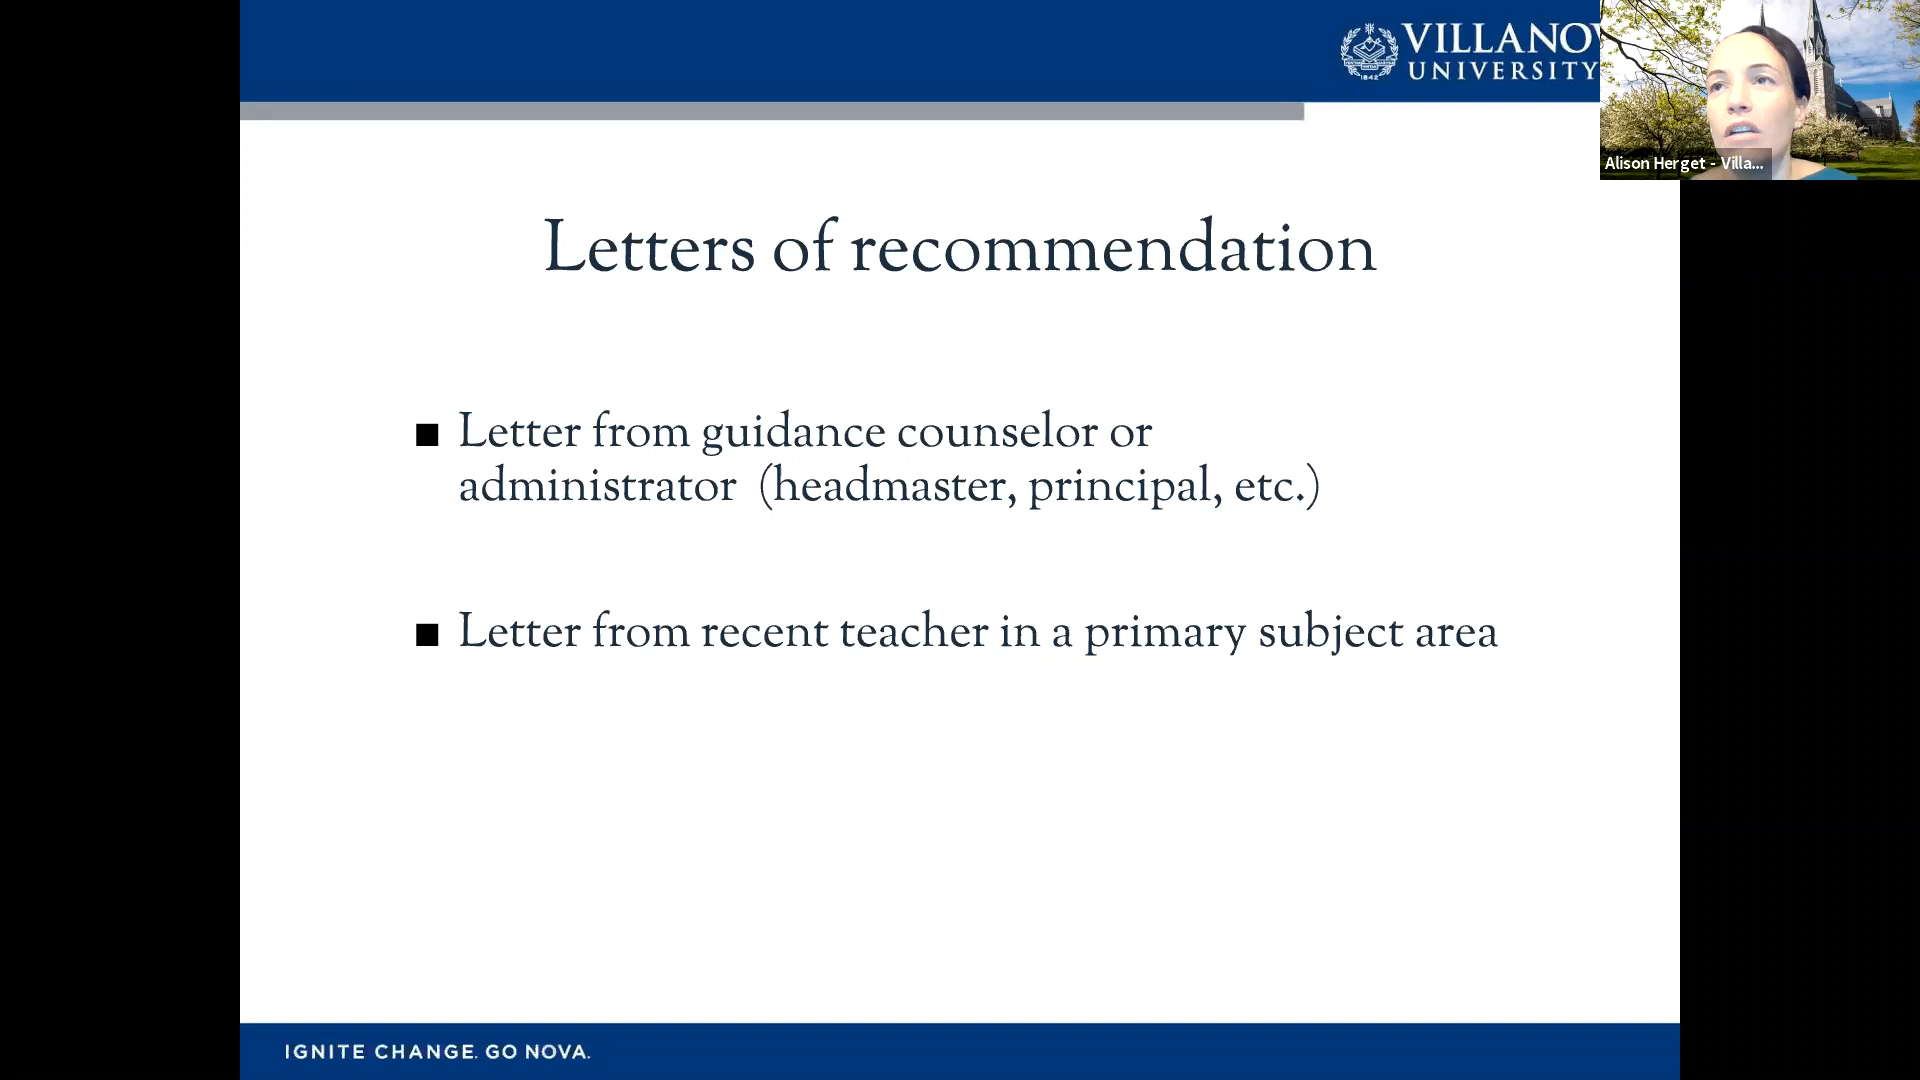 VILLANO
UNIVERSITY
1842
Alison Herget - Villa...
Letters of recommendation
■ Letter from guidance counselor or
administrator (headmaster, principal, etc.)
■ Letter from recent teacher in a primary subject area
IGNITE CHANGE. GO NOVA.